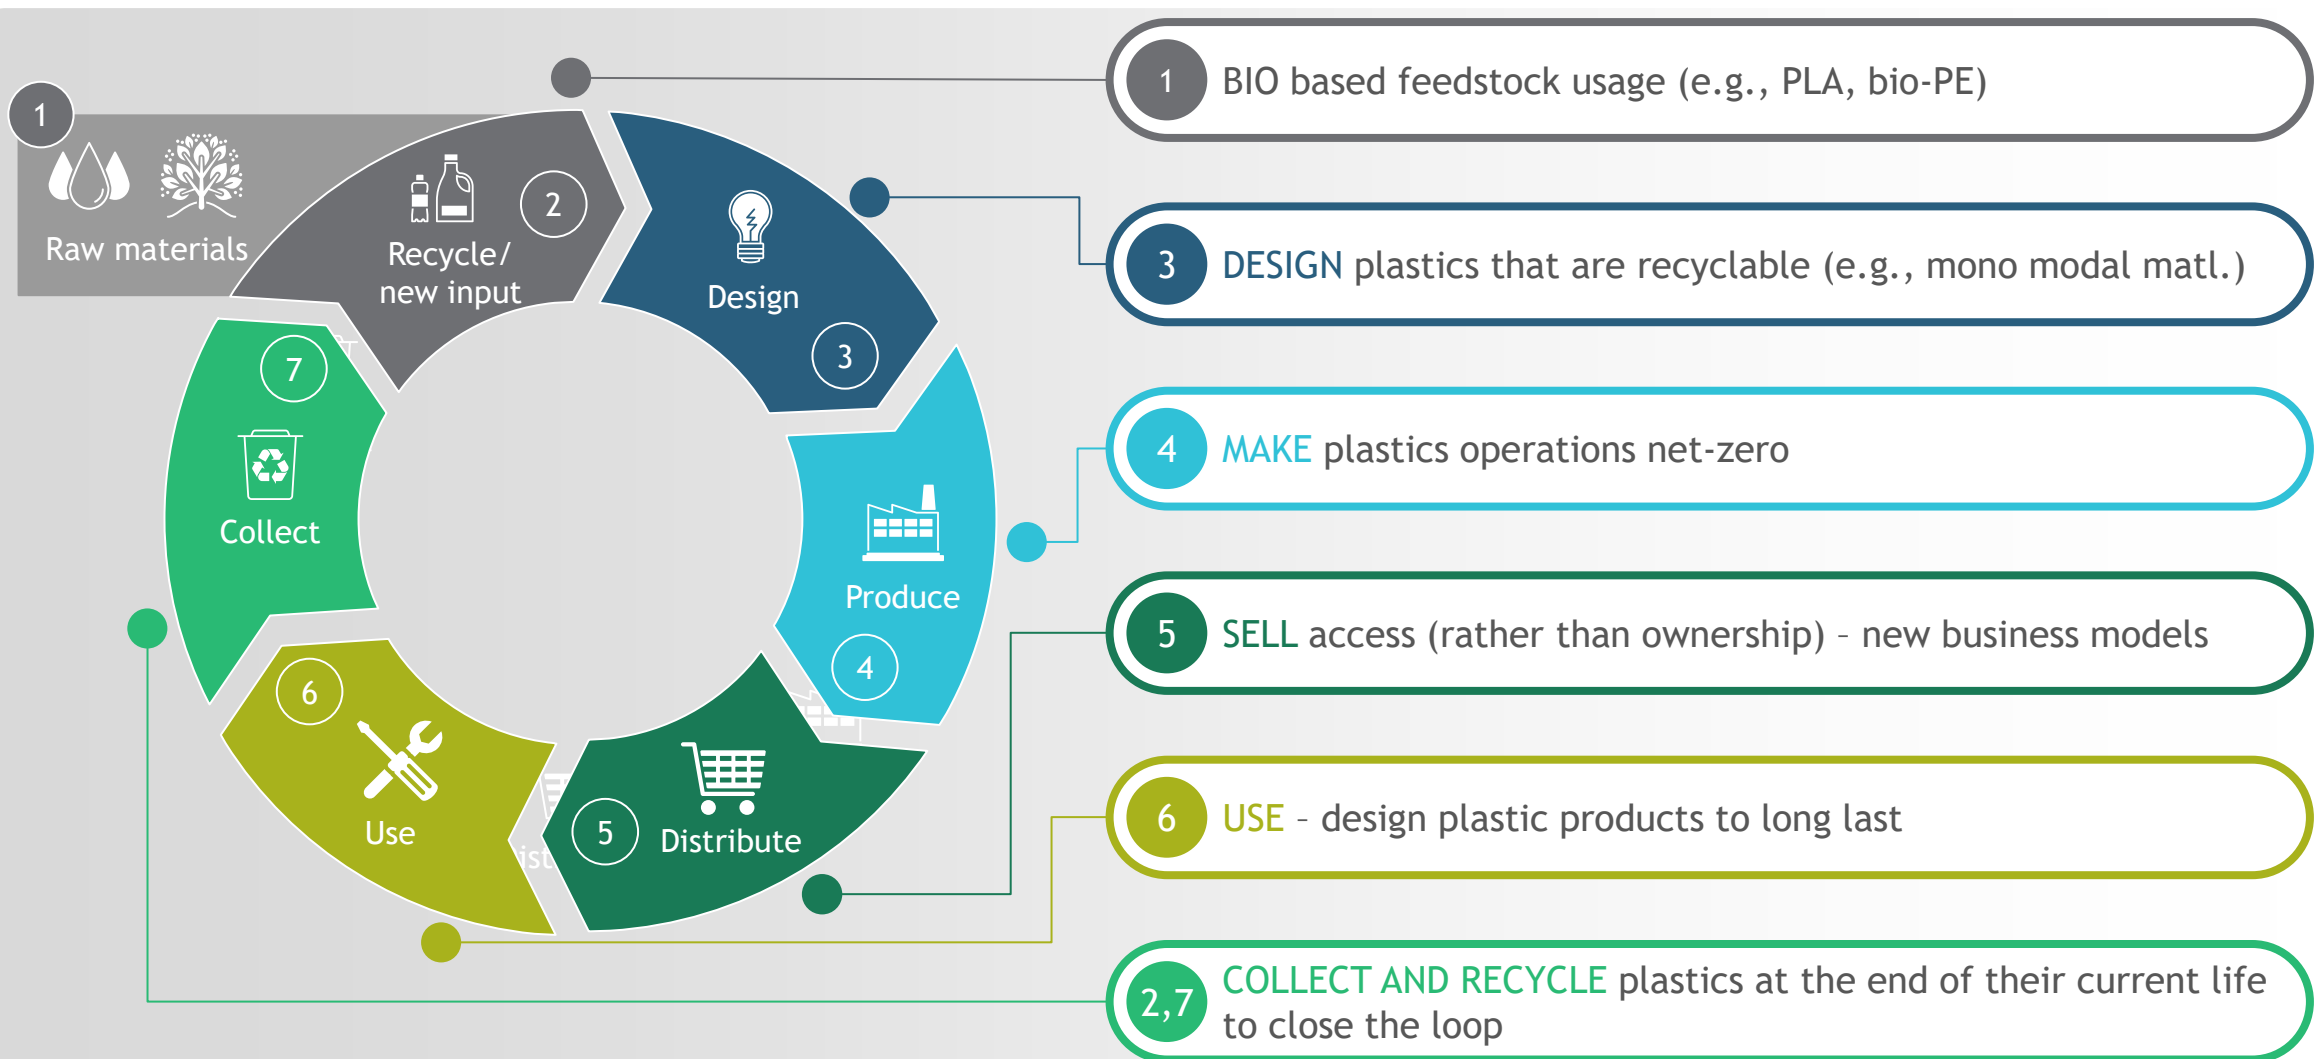 1
Raw materials
2
Recycle/
new input
Design
3
Produce
4
5
Distribute
6
Use
7
Collect
1 BIO based feedstock usage (e.g., PLA, bio-PE)
3 DESIGN plastics that are recyclable (e.g., mono modal matl.)
4 MAKE plastics operations net-zero
5 SELL access (rather than ownership) – new business models
6 USE – design plastic products to long last
2,7 COLLECT AND RECYCLE plastics at the end of their current life
to close the loop